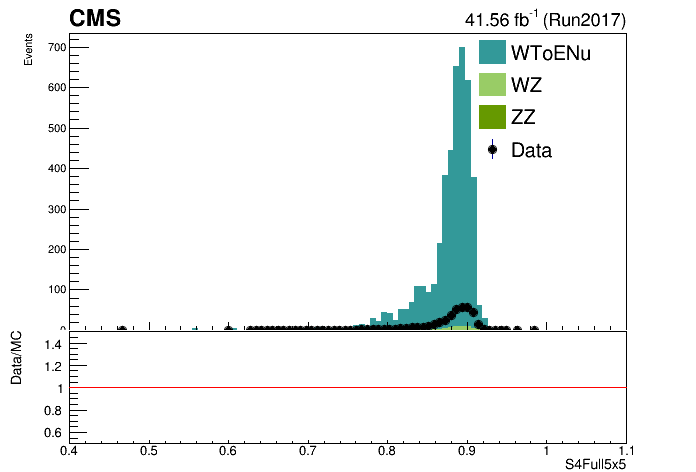 CMS
41.56 fb-1 (Run2017)
Events
700
600
500
400
300
200
100
0
WToENu
WZ
ZZ
Data
Data/MC
1.4
1.2
1
0.8
0.6
0.4 0.5 0.6 0.7 0.8 0.9 1 1.1
S4Full5x5